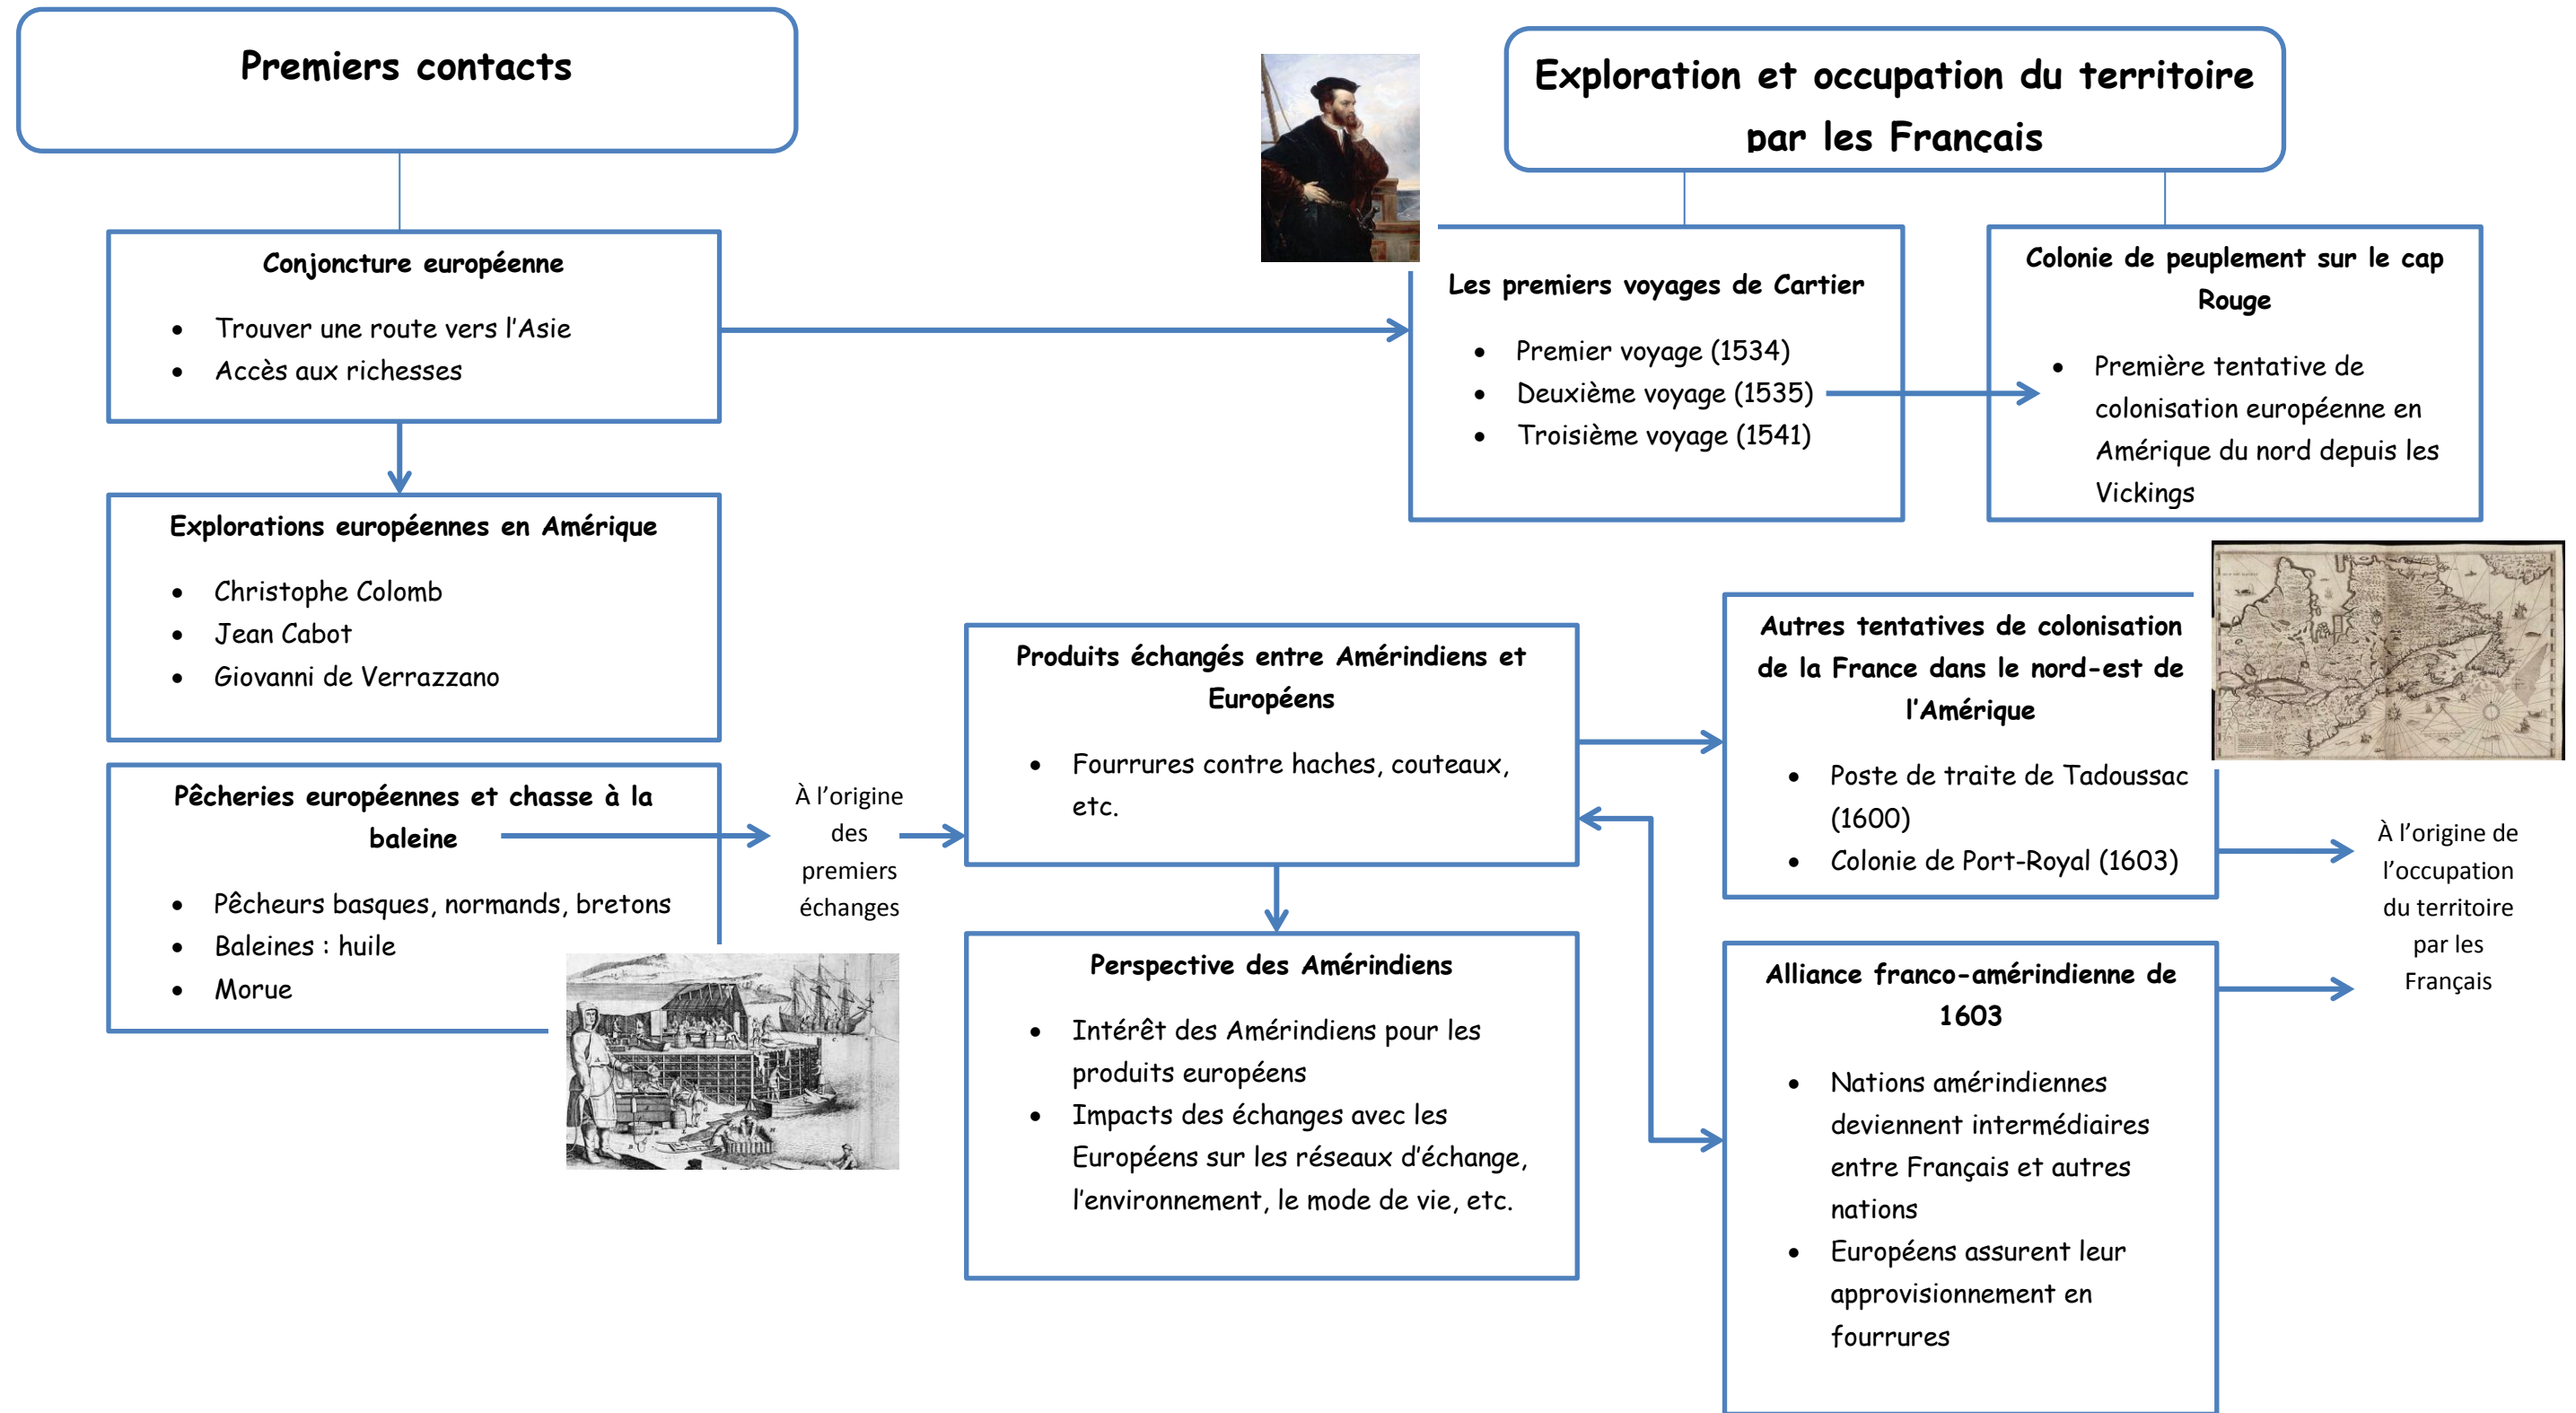 Premiers contacts
Exploration et occupation du territoire
par les Français
Conjoncture européenne
• Trouver une route vers l’Asie
• Accès aux richesses
Les premiers voyages de Cartier
• Premier voyage (1534)
• Deuxième voyage (1535)
• Troisième voyage (1541)
Colonie de peuplement sur le cap
Rouge
• Première tentative de
colonisation européenne en
Amérique du nord depuis les
Vickings
Explorations européennes en Amérique
• Christophe Colomb
• Jean Cabot
• Giovanni de Verrazzano
Pêcheries européennes et chasse à la
baleine
• Pêcheurs basques, normands, bretons
• Baleines : huile
• Morue
À l’origine
des
premiers
échanges
Produits échangés entre Amérindiens et
Européens
• Fourrures contre haches, couteaux,
etc.
Perspective des Amérindiens
• Intérêt des Amérindiens pour les
produits européens
• Impacts des échanges avec les
Européens sur les réseaux d’échange,
l’environnement, le mode de vie, etc.
Autres tentatives de colonisation
de la France dans le nord-est de
l’Amérique
• Poste de traite de Tadoussac
(1600)
• Colonie de Port-Royal (1603)
À l’origine de
l’occupation
du territoire
par les
Français
Alliance franco-amérindienne de
1603
• Nations amérindiennes
deviennent intermédiaires
entre Français et autres
nations
• Européens assurent leur
approvisionnement en
fourrures